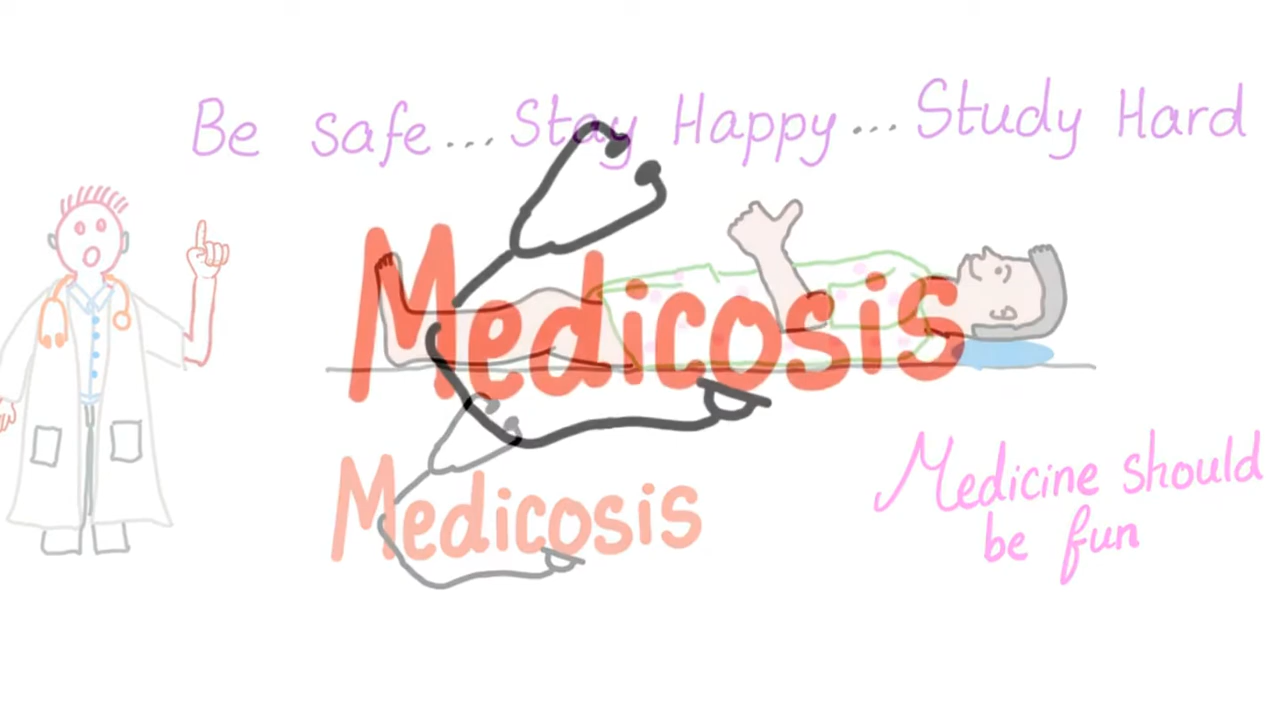 Be safe... Stay Happy... Study Hard
Medicosis
Medicosis
Medicine should
be fun